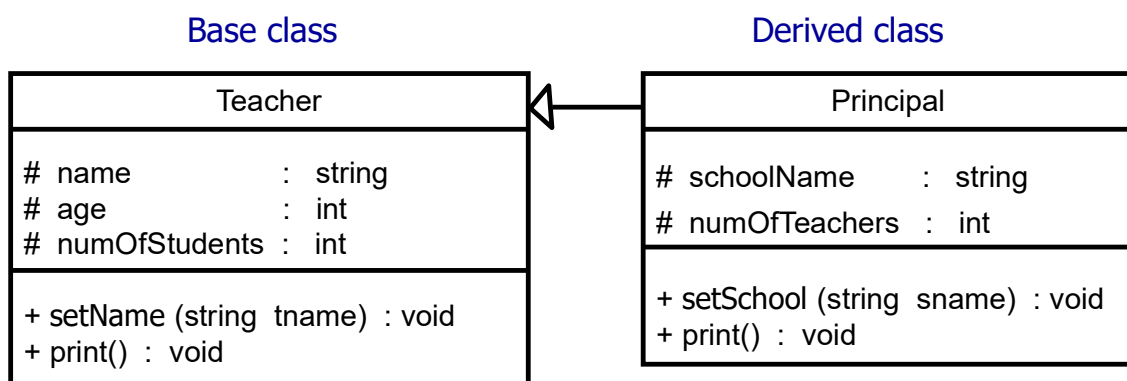 Base class
Derived class
Teacher
# name : string
# age : int
# numOfStudents : int
+ setName (string tname) : void
+ print() : void
Principal
# schoolName : string
# numOfTeachers : int
+ setSchool (string sname) : void
+ print() : void